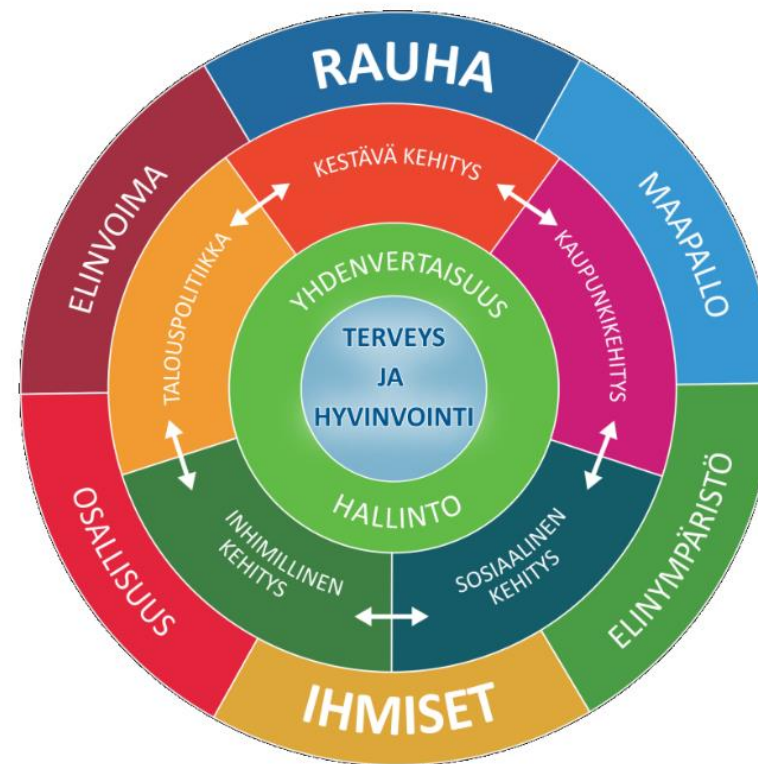 RAUHA
MAAPALLO
ELINYMPÄRISTÖ
IHMISET
OSALLISUUS
ELINVOIMA
KESTÄVÄ KEHITYS
KAUPUNKIKEHITYS
SOSIAALINEN
KEHITYS
INHIMILLINEN
KEHITYS
TALOUSPOLITIIKKA
YHDENVERTAISUUS
HALLINTO
TERVEYS
JA
HYVINVOINTI